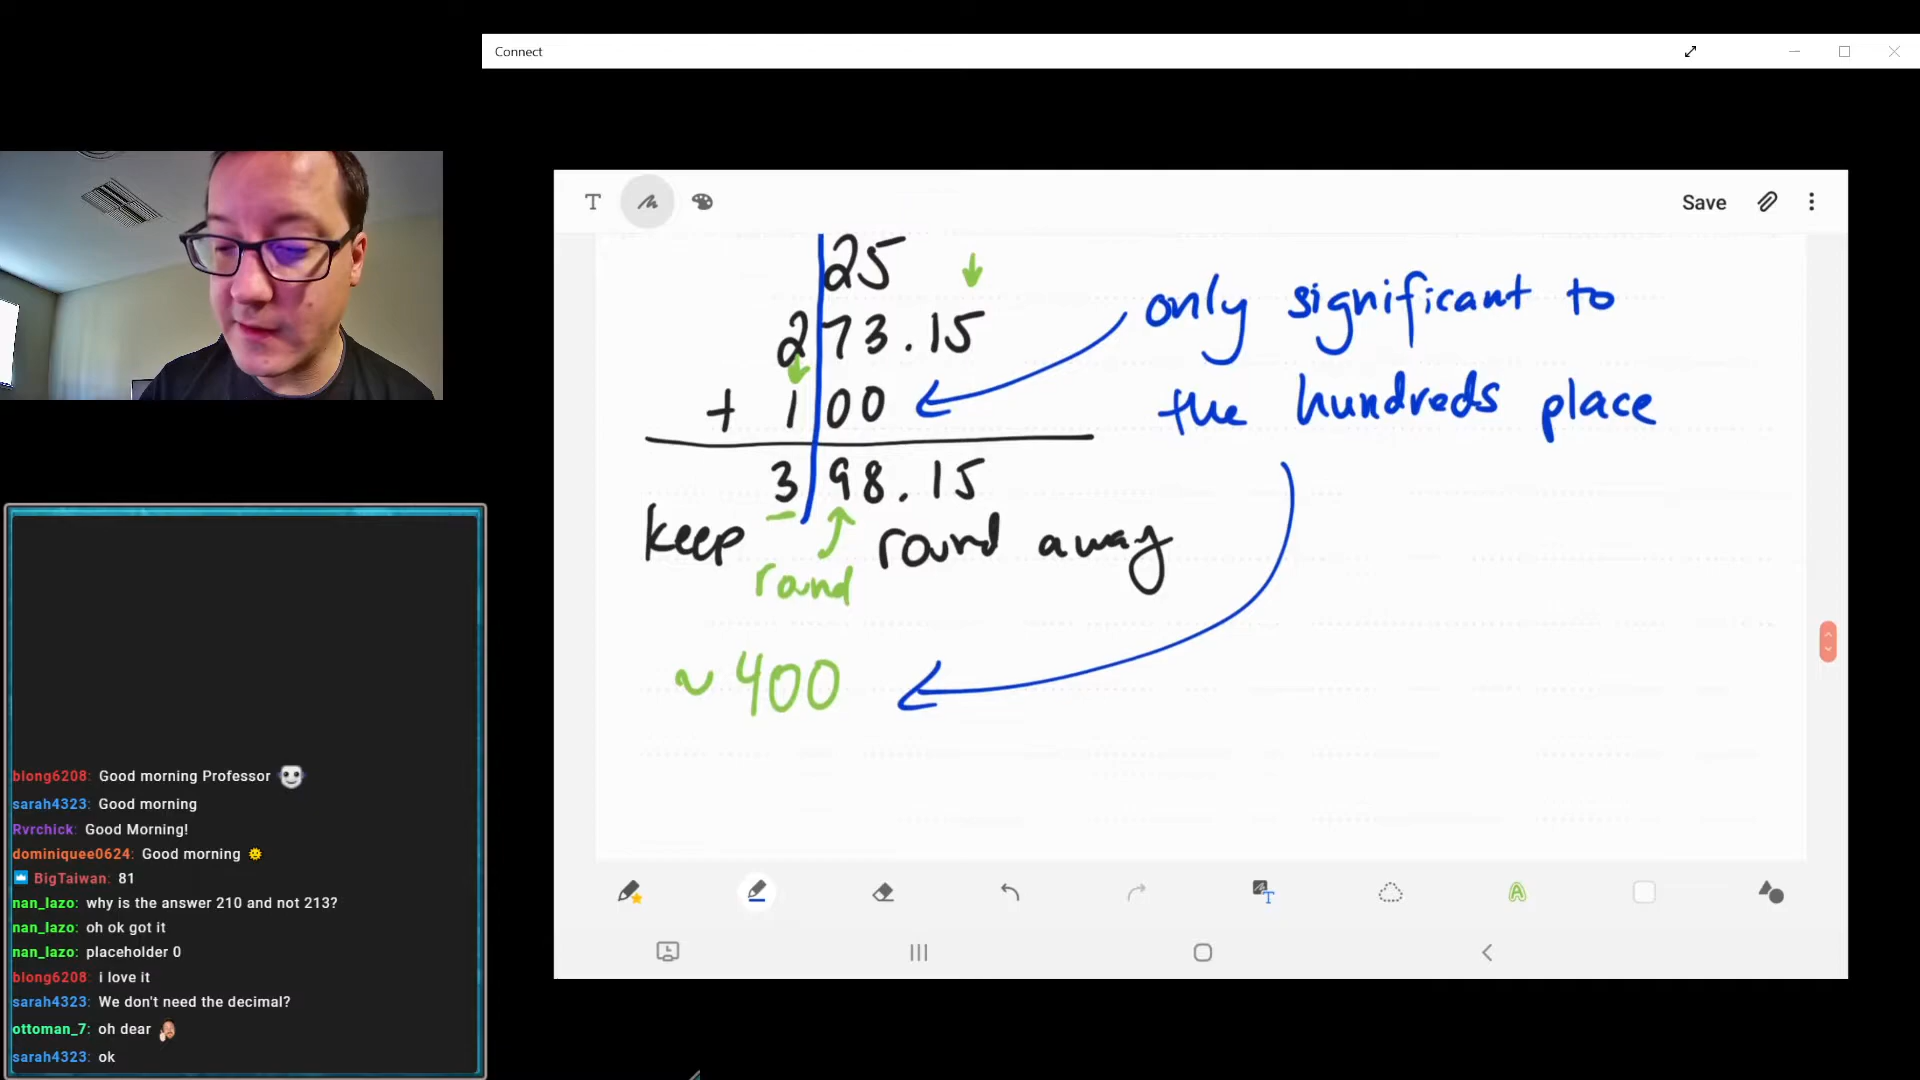 Connect
Save
25
273.15
+ 100
398.15
only significant to
the hundreds place
keep
round away
round
~400
blong6208: Good morning Professor
sarah4323: Good morning
Rvrchick: Good Morning!
dominiquee0624: Good morning
BigTaiwan: 81
nan_lazo: why is the answer 210 and not 213?
nan_lazo: oh ok got it
nan_lazo: placeholder 0
blong6208: i love it
sarah4323: We don't need the decimal?
ottoman_7: oh dear
sarah4323: ok